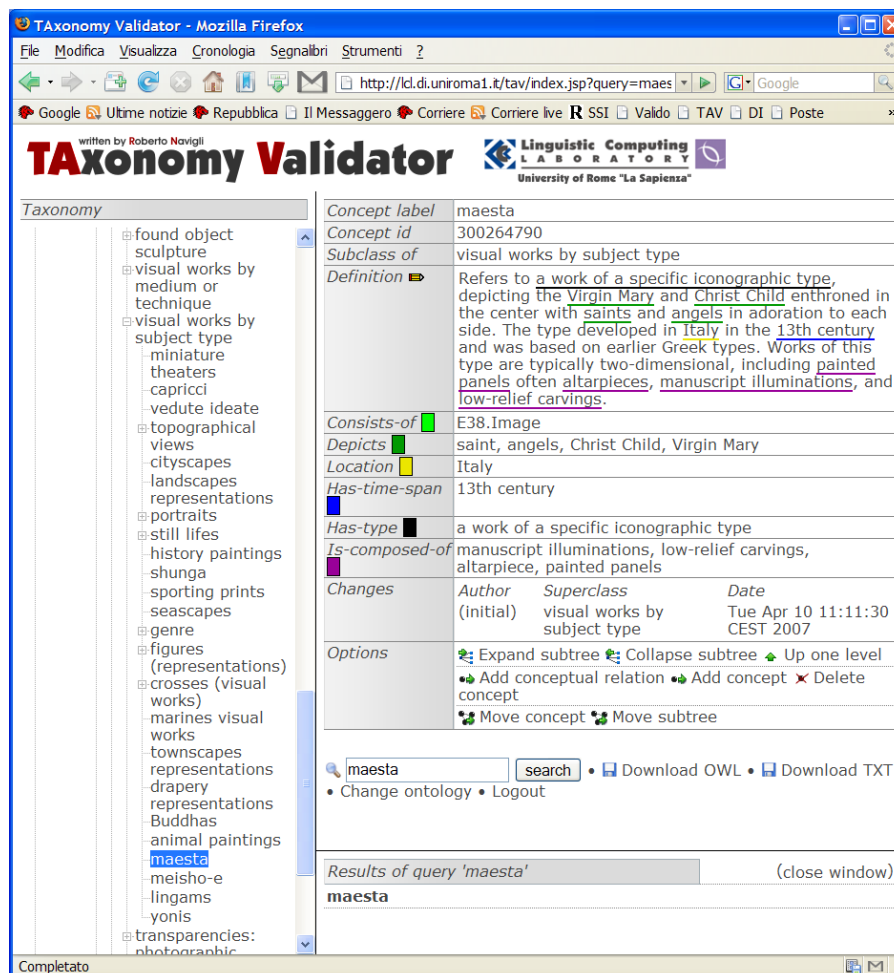 TAxonomy Validator - Mozilla Firefox
File Modifica Visualizza Cronologia Segnalibri Strumenti ?
http://lcl.di.uniroma1.it/tav/index.jsp?query=maes
G Google
Google Ultime notizie Repubblica Il Messaggero Corriere Corriere live R SSI Valido TAV DI Poste »
written by Roberto Navigli
TAxonomy Validator
Linguistic Computing
LABORATORY
University of Rome "La Sapienza"
Taxonomy
found object
sculpture
visual works by
medium or
technique
visual works by
subject type
miniature
theaters
capricci
vedute ideate
topographical
views
cityscapes
landscapes
representations
portraits
still lifes
history paintings
shunga
sporting prints
seascapes
genre
figures
(representations)
crosses (visual
works)
marines visual
works
townscapes
representations
drapery
representations
Buddhas
animal paintings
maesta
meisho-e
lingams
yonis
transparencies:
photographic
Concept label maesta
Concept id 300264790
Subclass of visual works by subject type
Definition Refers to a work of a specific iconographic type,
depicting the Virgin Mary and Christ Child enthroned in
the center with saints and angels in adoration to each
side. The type developed in Italy in the 13th century
and was based on earlier Greek types. Works of this
type are typically two-dimensional, including painted
panels often altarpieces, manuscript illuminations, and
low-relief carvings.
Consists-of E38.Image
Depicts saint, angels, Christ Child, Virgin Mary
Location Italy
Has-time-span 13th century
Has-type a work of a specific iconographic type
Is-composed-of manuscript illuminations, low-relief carvings,
altarpiece, painted panels
Changes Author Superclass Date
(initial) visual works by Tue Apr 10 11:11:30
subject type CEST 2007
Options Expand subtree Collapse subtree Up one level
Add conceptual relation Add concept Delete
concept
Move concept Move subtree
maesta search • Download OWL • Download TXT
• Change ontology • Logout
Results of query 'maesta' (close window)
maesta
Completato